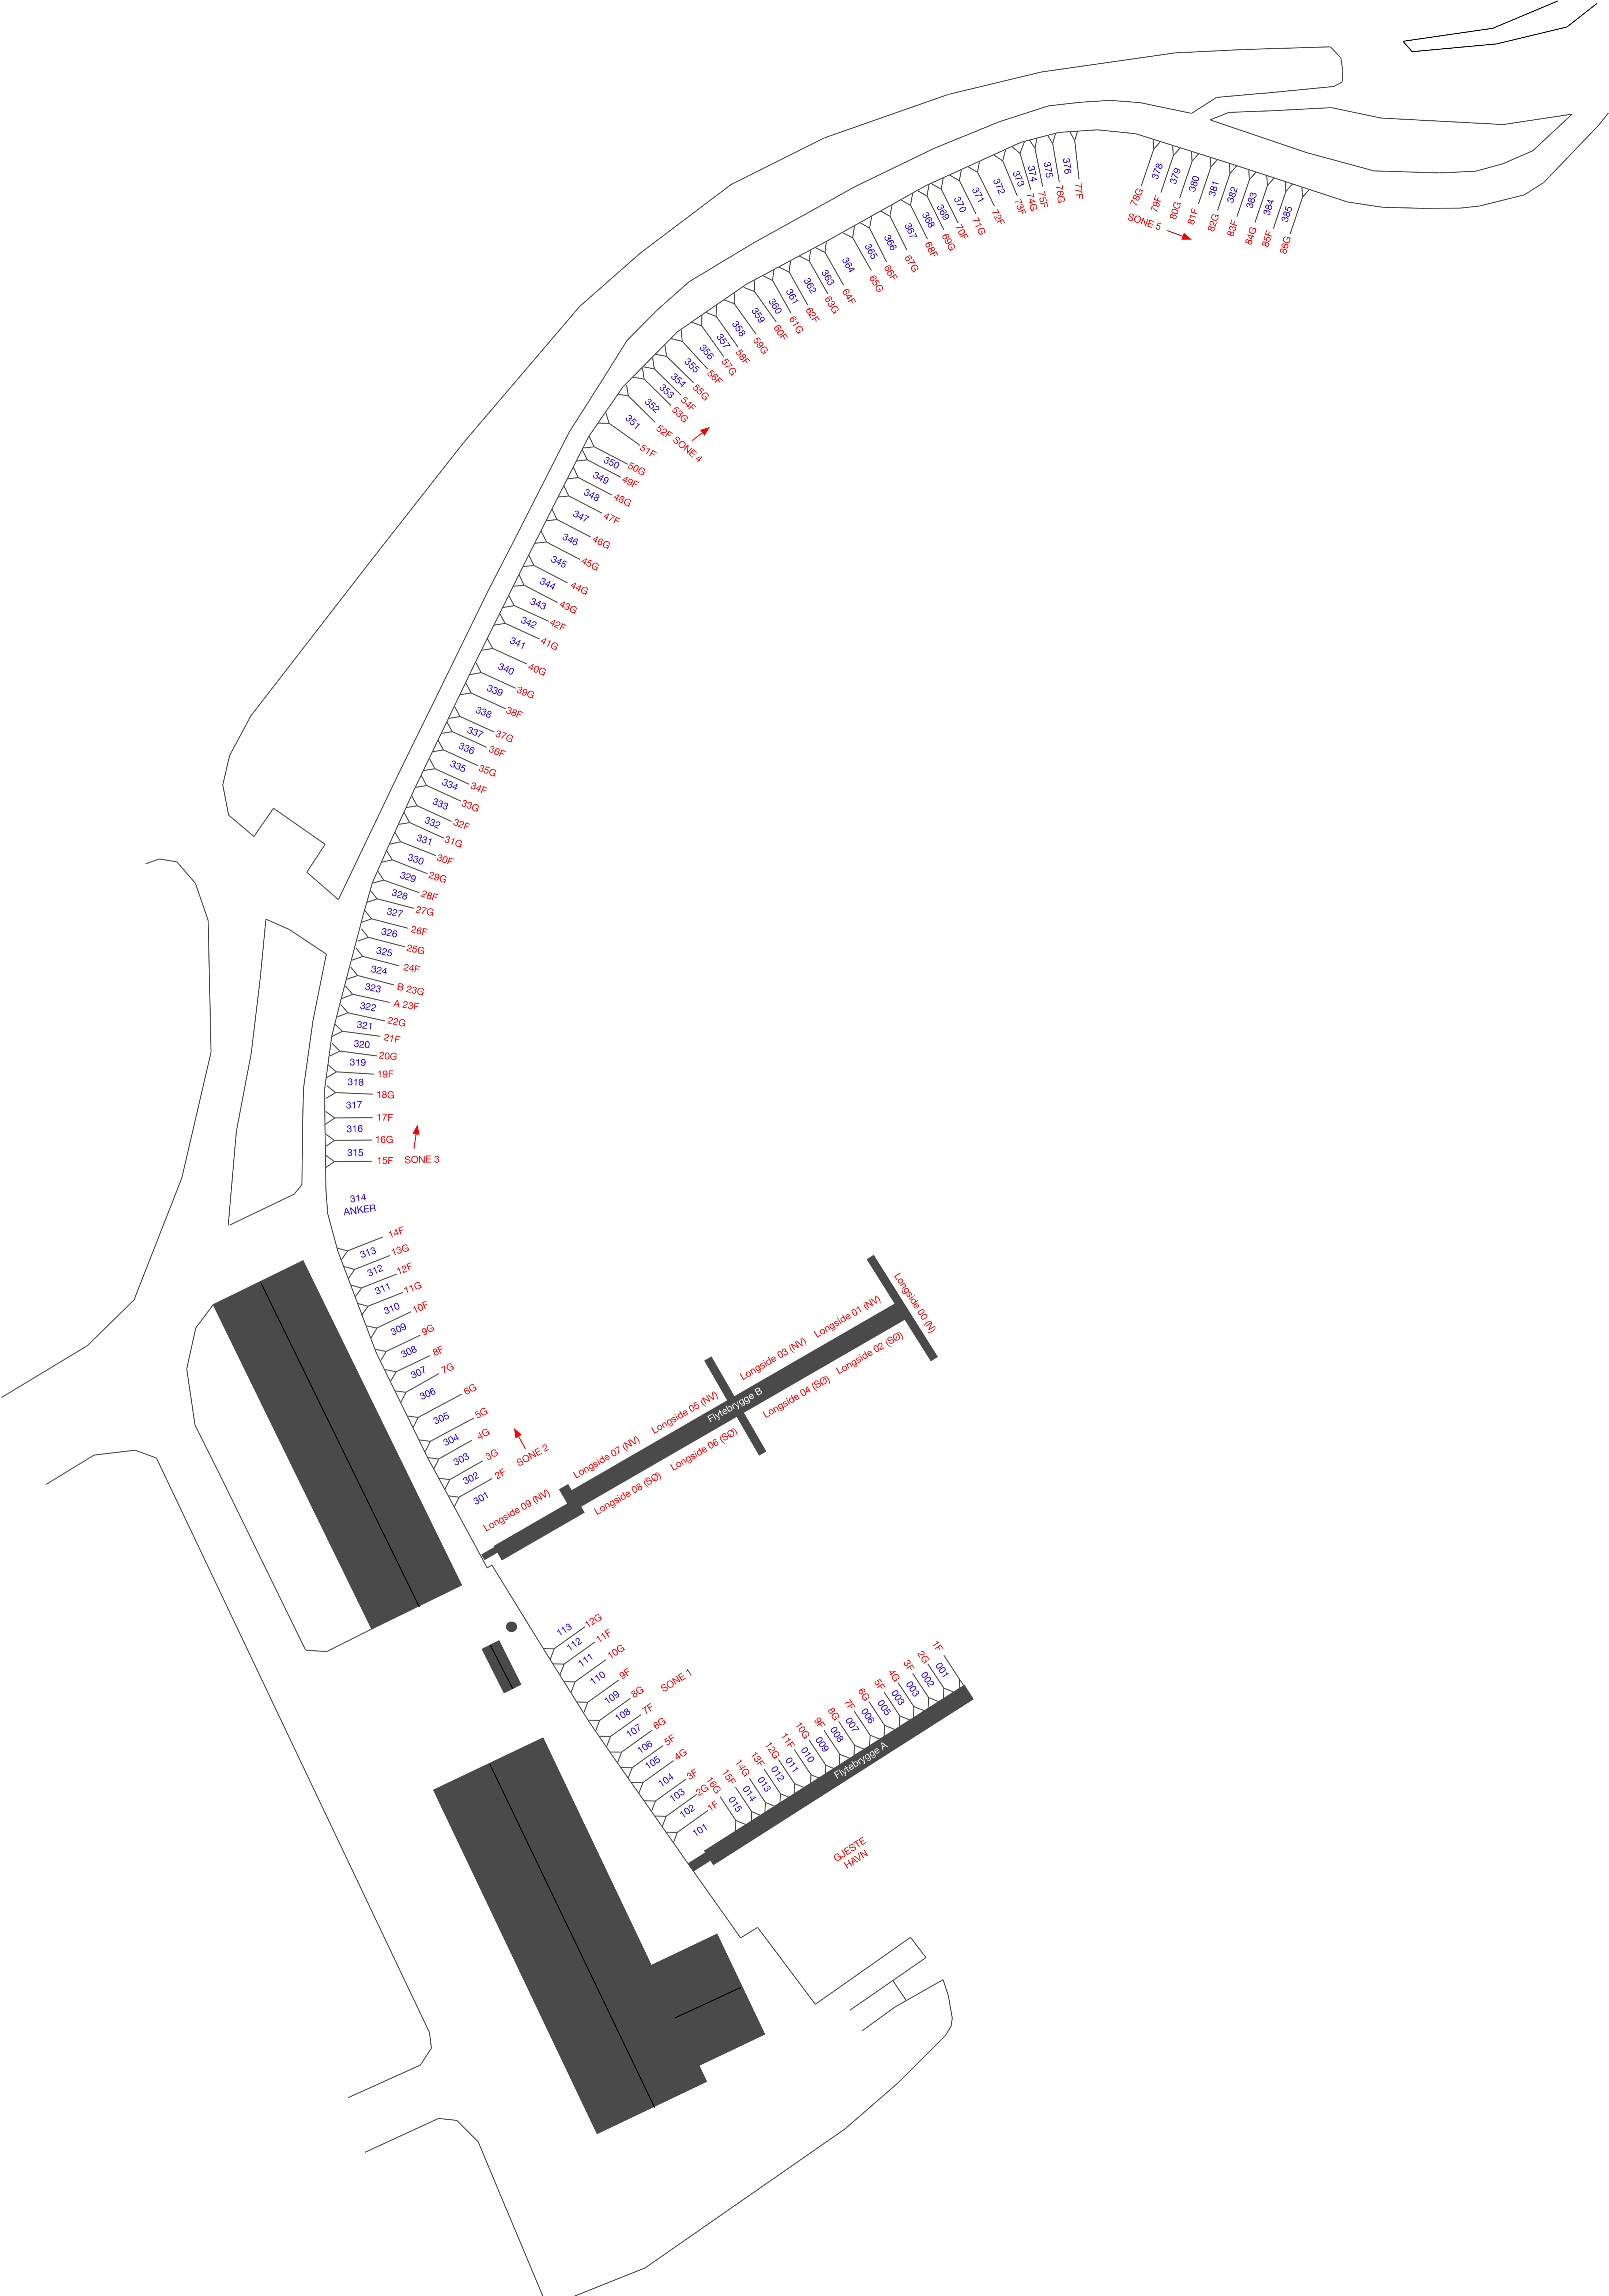 376
77F
375
76G
374
75F
373
74G
73F
372
72F
371
71G
370
70F
369
69G
368
68F
367
67G
366
66F
365
65G
364
64F
363
63G
362
62F
361
61G
360
60F
359
59G
358
58F
357
57G
356
56F
355
55G
354
54F
353
53G
352
52F
SONE 4
351
51F
350
50G
349
49F
348
48G
347
47F
346
46G
345
45G
344
44G
343
43G
342
42F
341
41G
340
40G
339
39G
338
38F
337
37G
336
36F
335
35G
334
34F
333
33G
332
32F
331
31G
330
30F
329
29G
328
28F
327
27G
326
26F
325
25G
324
24F
323
B 23G
322
A 23F
321
22G
320
21F
319
20G
318
19F
317
18G
316
17F
315
16G
15F
SONE 3
314
ANKER
378
78G
379
79F
380
80G
381
81F
382
82G
383
83F
384
84G
385
85F
86G
SONE 5
313
14F
312
13G
311
12F
310
11G
309
10F
308
9G
307
8F
306
7G
305
6G
304
5G
303
4G
302
3G
301
2F
SONE 2
Longside 00 (N)
Longside 01 (NV)
Longside 02 (SØ)
Longside 03 (NV)
Longside 04 (SØ)
Flytebrygge B
Longside 05 (NV)
Longside 06 (SØ)
Longside 07 (NV)
Longside 08 (SØ)
Longside 09 (NV)
113
12G
112
11F
111
10G
110
9F
109
8G
SONE 1
108
7F
107
6G
106
5F
105
4G
104
3F
103
2G
102
1F
101
1F
001
2G
002
3F
003
4G
003
5F
005
6G
006
7F
007
8G
008
9F
009
10G
010
11F
011
12G
012
13F
013
14G
014
15F
015
16G
Flytebrygge A
GJESTE
HAVN